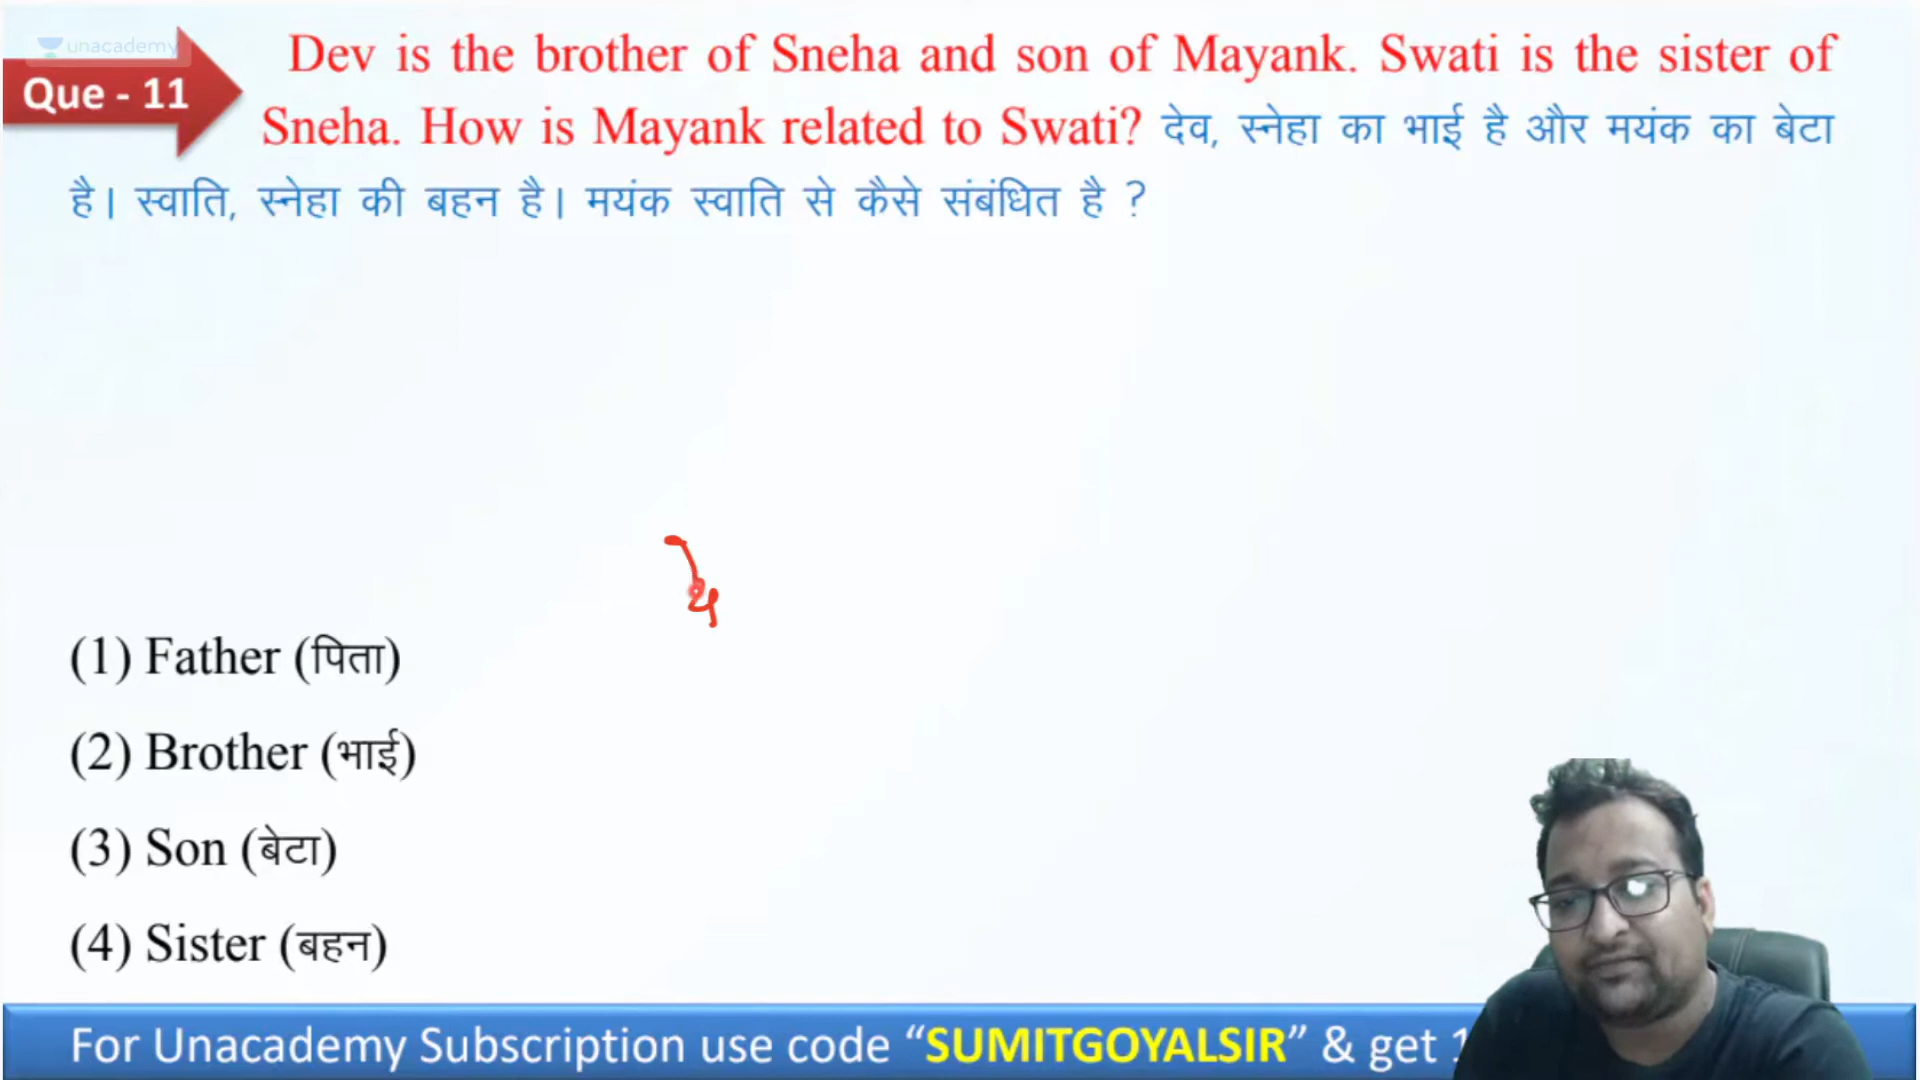 unacademy
Que - 11
Dev is the brother of Sneha and son of Mayank. Swati is the sister of
Sneha. How is Mayank related to Swati? देव, स्नेहा का भाई है और मयंक का बेटा
है। स्वाति, स्नेहा की बहन है। मयंक स्वाति से कैसे संबंधित है ?
(1) Father (पिता)
(2) Brother (भाई)
(3) Son (बेटा)
(4) Sister (बहन)
For Unacademy Subscription use code “SUMITGOYALSIR” & get